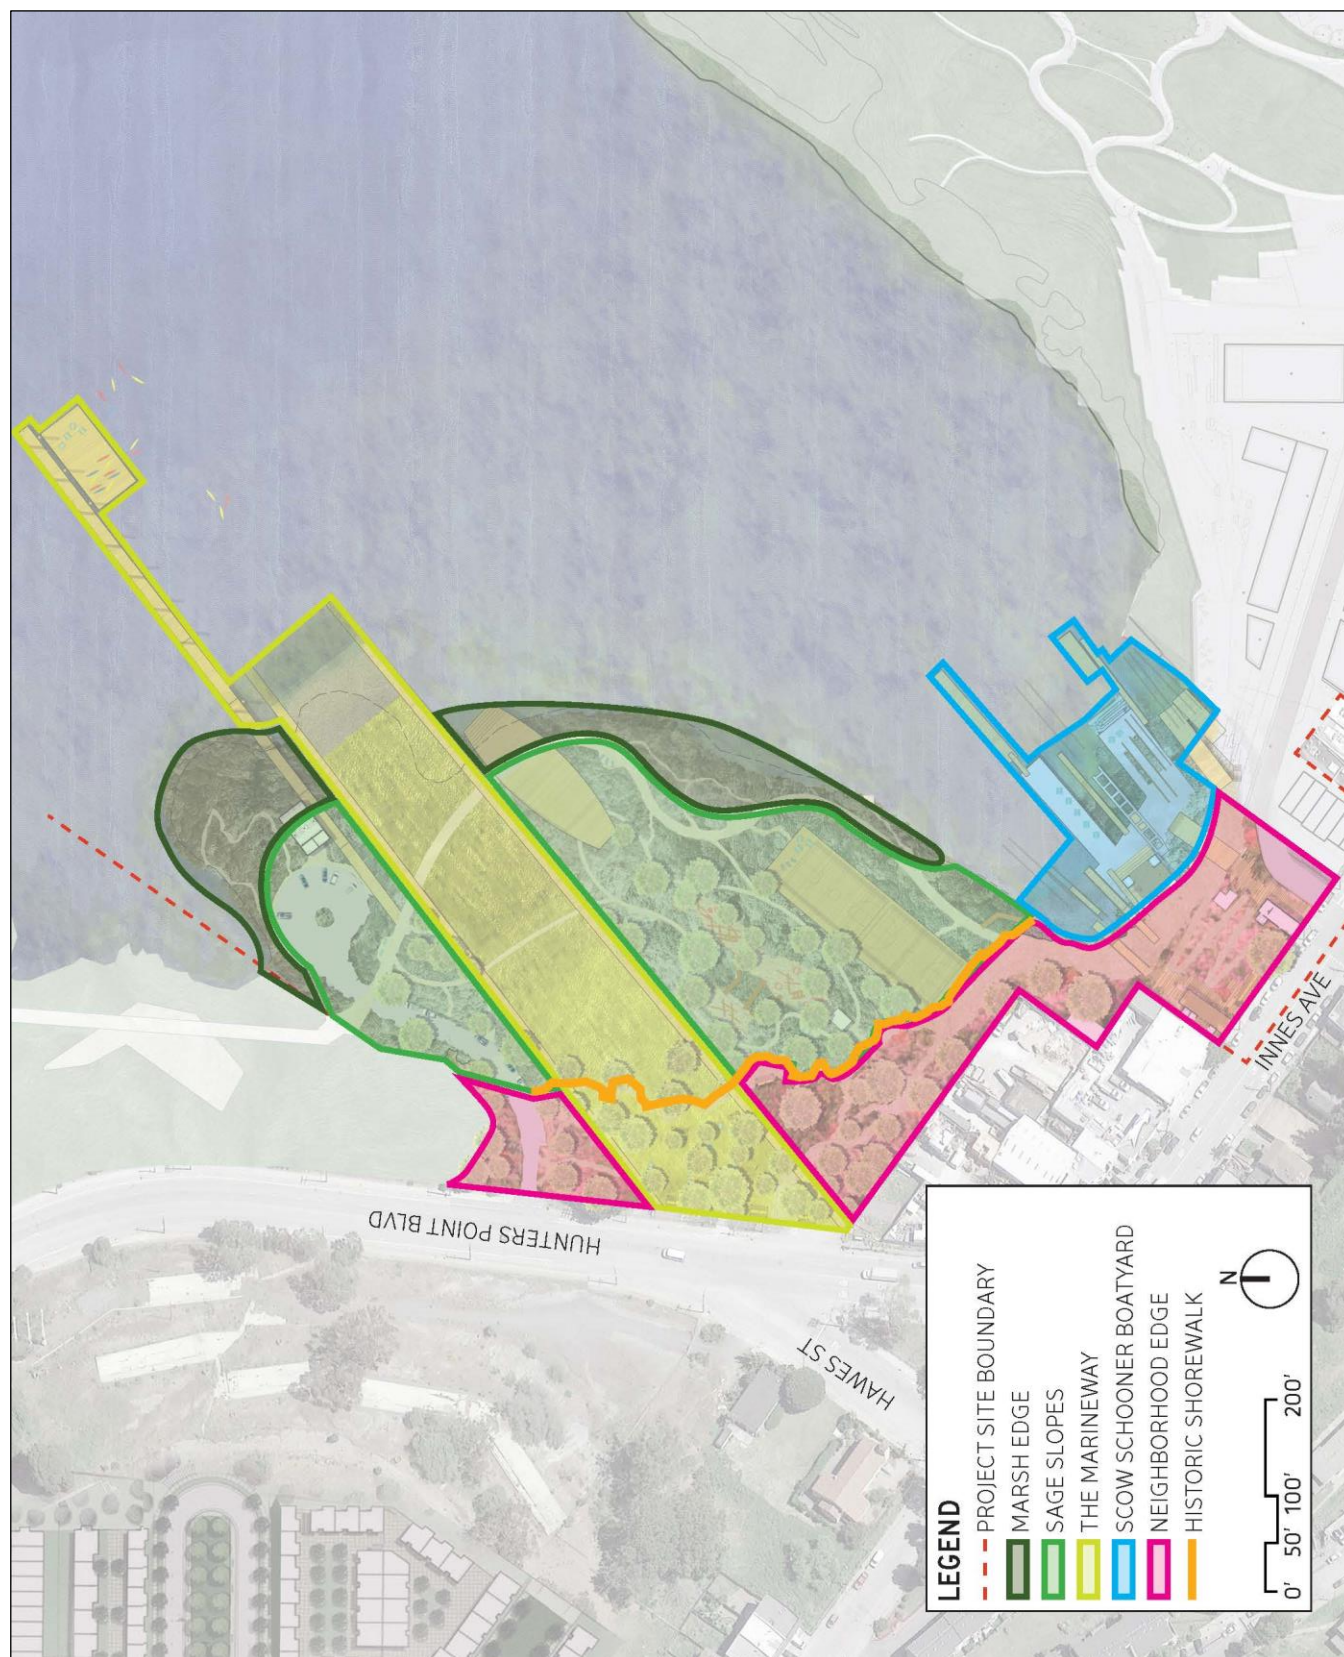 HUNTERS POINT BLVD
HAWES ST
INNES AVE
LEGEND
PROJECT SITE BOUNDARY
MARSH EDGE
SAGE SLOPES
THE MARINEWAY
SCOW SCHOONER BOATYARD
NEIGHBORHOOD EDGE
HISTORIC SHOREWALK
0' 50' 100' 200'
N